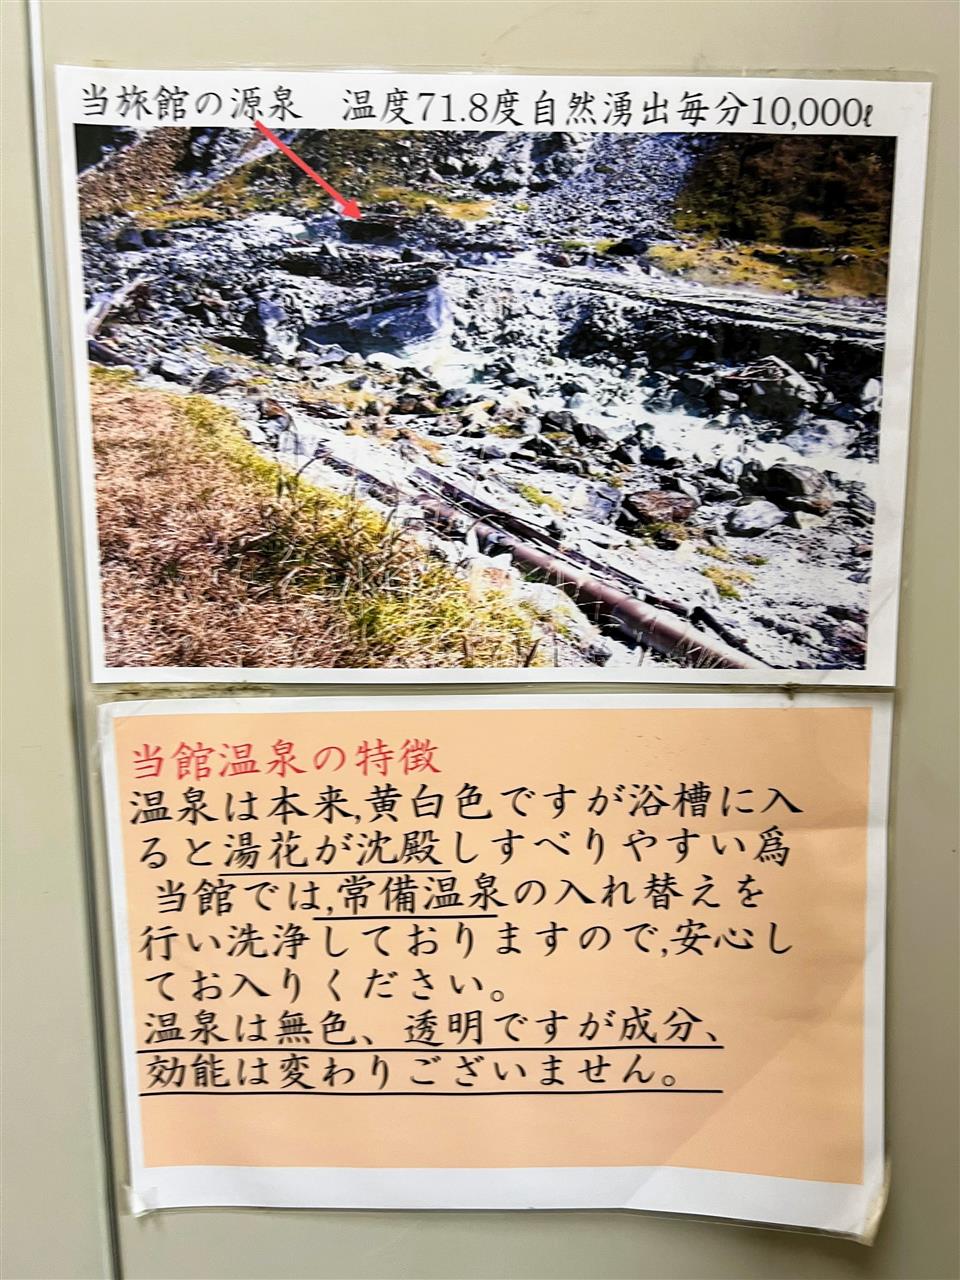 当旅館の源泉　温度71.8度自然湧出毎分10,000ℓ
当館温泉の特徴
温泉は本来,黄白色ですが浴槽に入
ると湯花が沈殿しすべりやすい爲
当館では,常備温泉の入れ替えを
行い洗浄しておりますので,安心し
てお入りください。
温泉は無色、透明ですが成分、
効能は変わりございません。